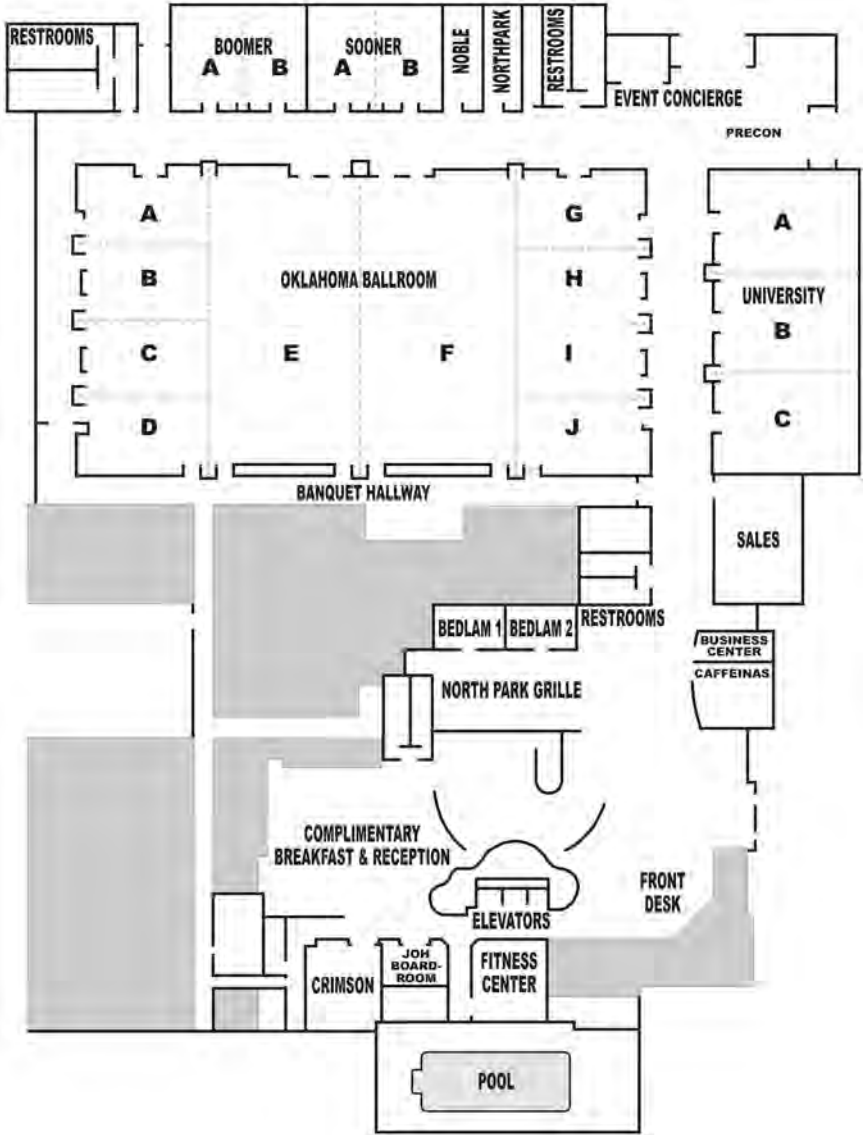 RESTROOMS
BOOMER
A B
SOONER
A B
NOBLE
NORTHPARK
RESTROOMS
EVENT CONCIERGE
PRECON
A
B
C
D
OKLAHOMA BALLROOM
E
F
G
H
I
J
A
UNIVERSITY
B
C
BANQUET HALLWAY
SALES
BEDLAM 1
BEDLAM 2
RESTROOMS
BUSINESS
CENTER
CAFFEINAS
NORTH PARK GRILLE
COMPLIMENTARY
BREAKFAST & RECEPTION
FRONT
DESK
ELEVATORS
CRIMSON
JOH
BOARD-
ROOM
FITNESS
CENTER
POOL